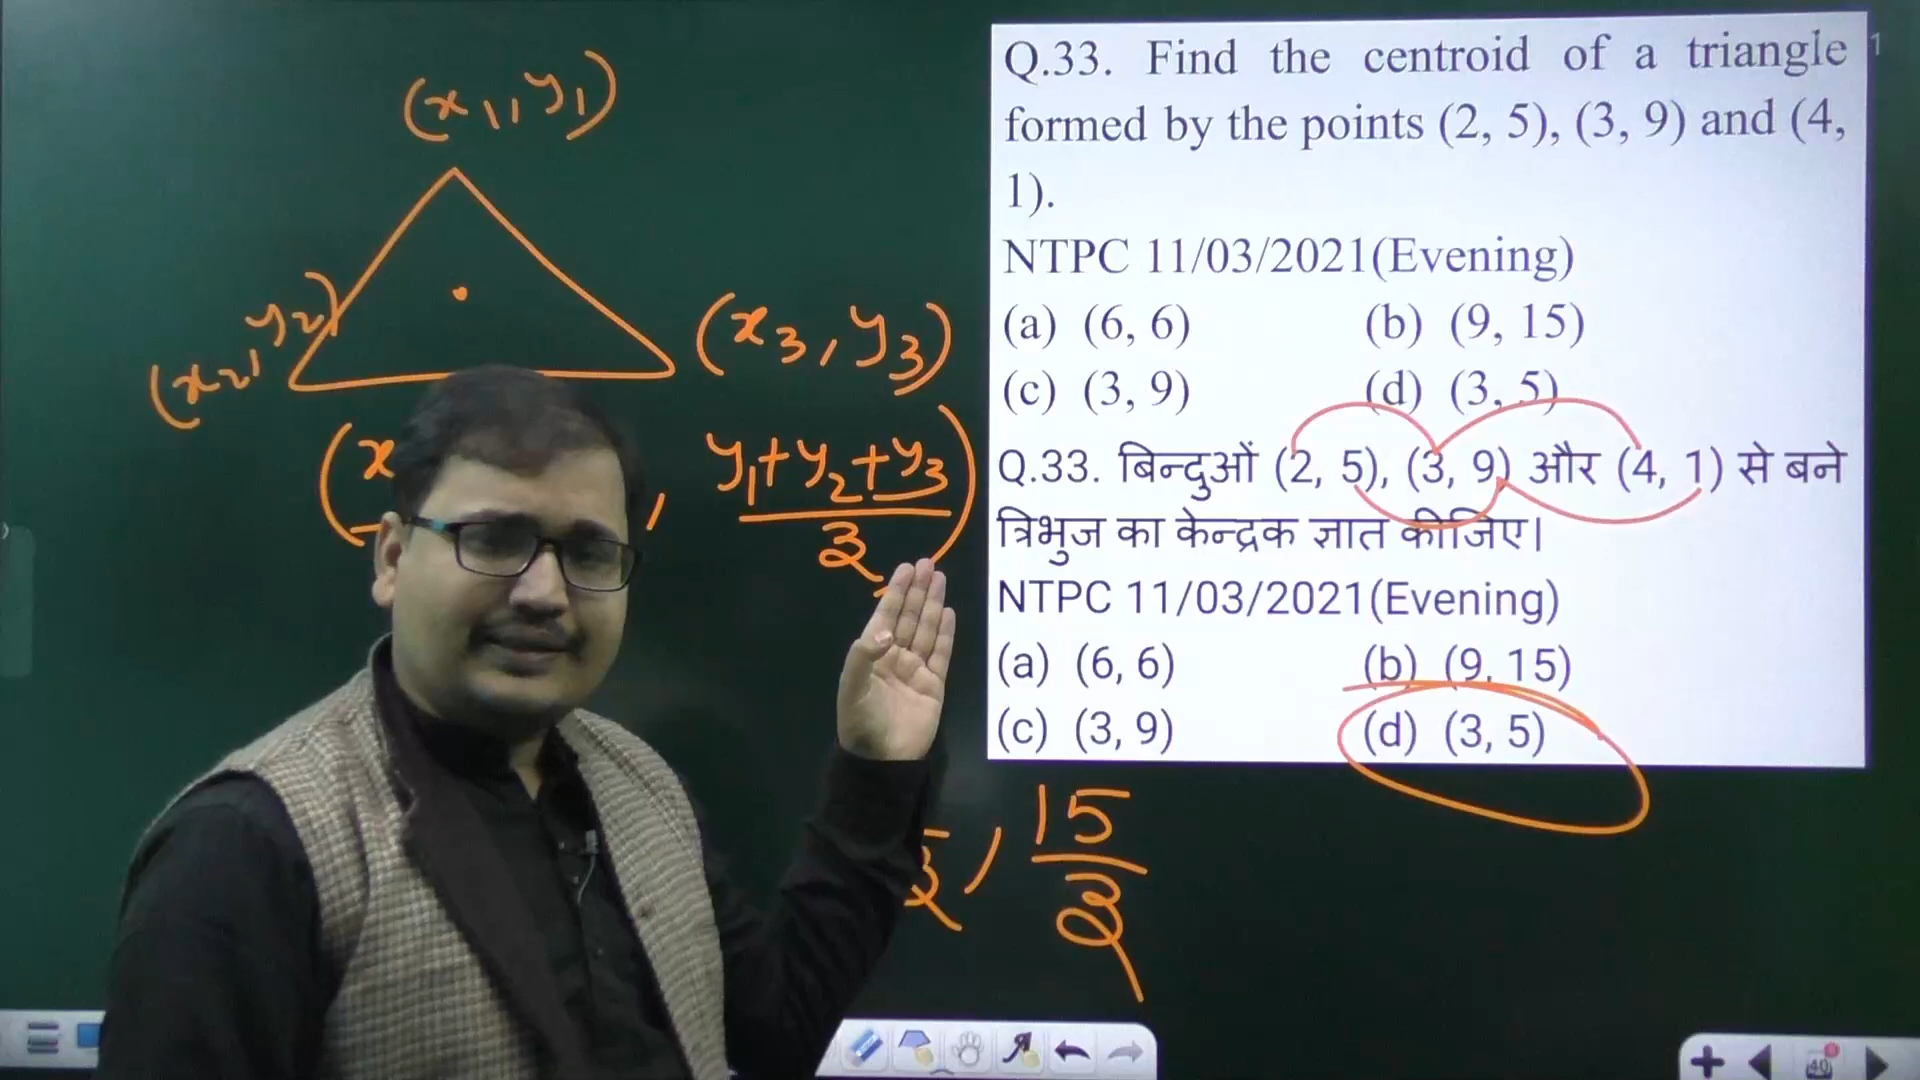 (x1, y1)
(x2, y2)
(x3, y3)
(x , y1+y2+y3)
3
Q.33. Find the centroid of a triangle
formed by the points (2, 5), (3, 9) and (4,
1).
NTPC 11/03/2021(Evening)
(a) (6, 6) (b) (9, 15)
(c) (3, 9) (d) (3, 5)
Q.33. बिन्दुओं (2, 5), (3, 9) और (4, 1) से बने
त्रिभुज का केन्द्रक ज्ञात कीजिए।
NTPC 11/03/2021(Evening)
(a) (6, 6) (b) (9, 15)
(c) (3, 9) (d) (3, 5)
, 15
3 3
40